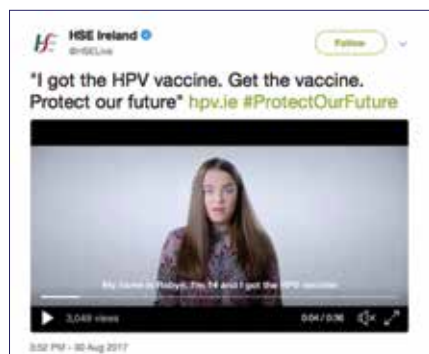 HSE Ireland
@HSELive
Follow
"I got the HPV vaccine. Get the vaccine.
Protect our future" hpv.ie #ProtectOurFuture
My name is Robyn, I'm 14 and I got the HPV vaccine
3,049 views
0:04 / 0:36
3:52 PM - 30 Aug 2017